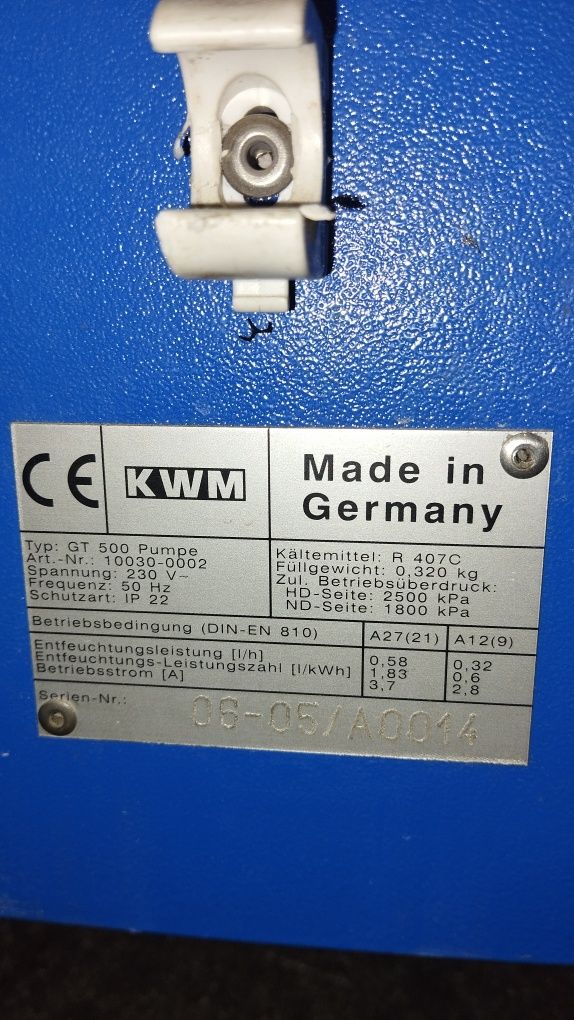 CE
KWM
Made in
Germany
Typ: GT 500 Pumpe
Art.-Nr.: 10030-0002
Spannung: 230 V~
Frequenz: 50 Hz
Schutzart: IP 22
Kältemittel: R 407C
Füllgewicht: 0,320 kg
Zul. Betriebsüberdruck:
HD-Seite: 2500 kPa
ND-Seite: 1800 kPa
Betriebsbedingung (DIN-EN 810) A27(21) A12(9)
Entfeuchtungsleistung [l/h] 0,58 0,32
Entfeuchtungs-Leistungszahl [l/kWh] 1,83 0,6
Betriebsstrom [A] 3,7 2,8
Serien-Nr.: 06-05/A0014